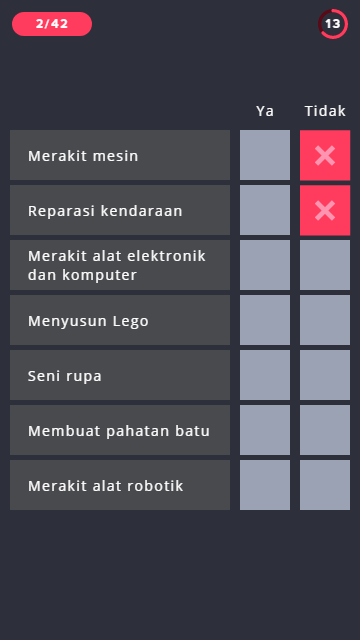 2/42
13
Ya Tidak
Merakit mesin
Reparasi kendaraan
Merakit alat elektronik
dan komputer
Menyusun Lego
Seni rupa
Membuat pahatan batu
Merakit alat robotik